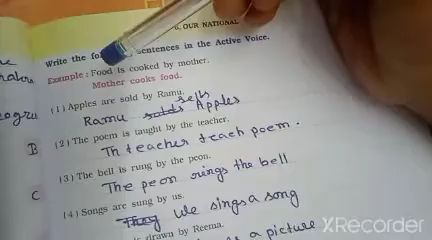 OUR NATIONAL
Write the sentences in the Active Voice.
Example : Food is cooked by mother.
Mother cooks food.
(1) Apples are sold by Ramu.
Ramu sells Apples
(2) The poem is taught by the teacher.
Th teacher teach poem.
(3) The bell is rung by the peon.
The peon rings the bell
(4) Songs are sung by us.
They We sings a song
is drawn by Reema.
a picture
B
C
XRecorder